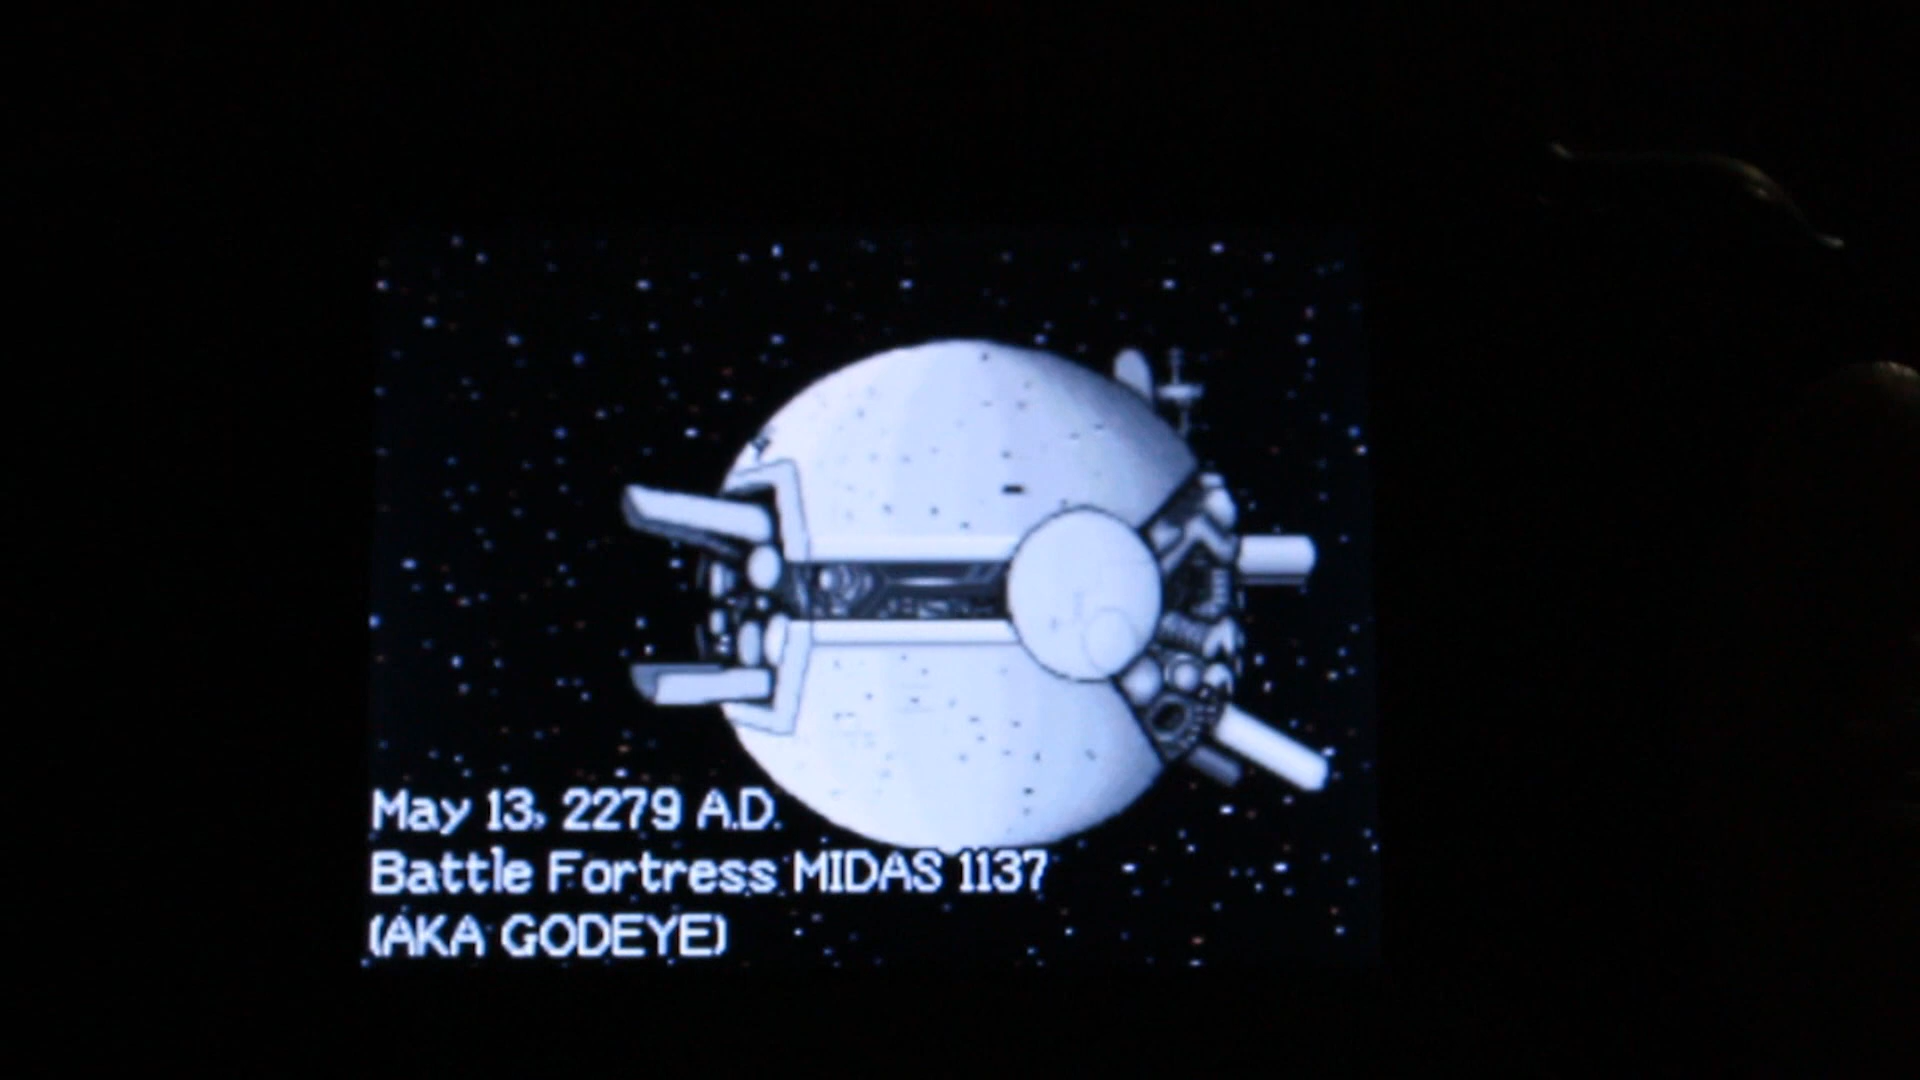 May 13, 2279 A.D.
Battle Fortress MIDAS 1137
(AKA GODEYE)